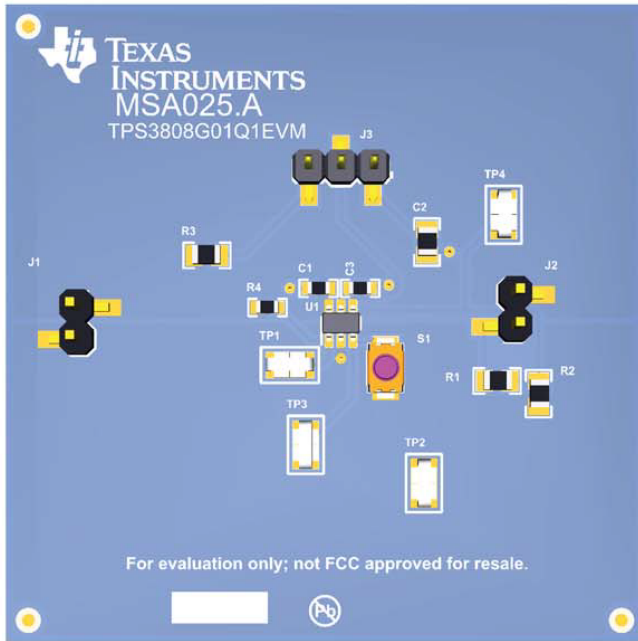 TEXAS
INSTRUMENTS
MSA025.A
TPS3808G01Q1EVM
J3
TP4
C2
R3
J1
J2
C1
C3
R4
U1
TP1
S1
R1
R2
TP3
TP2
For evaluation only; not FCC approved for resale.
Pb